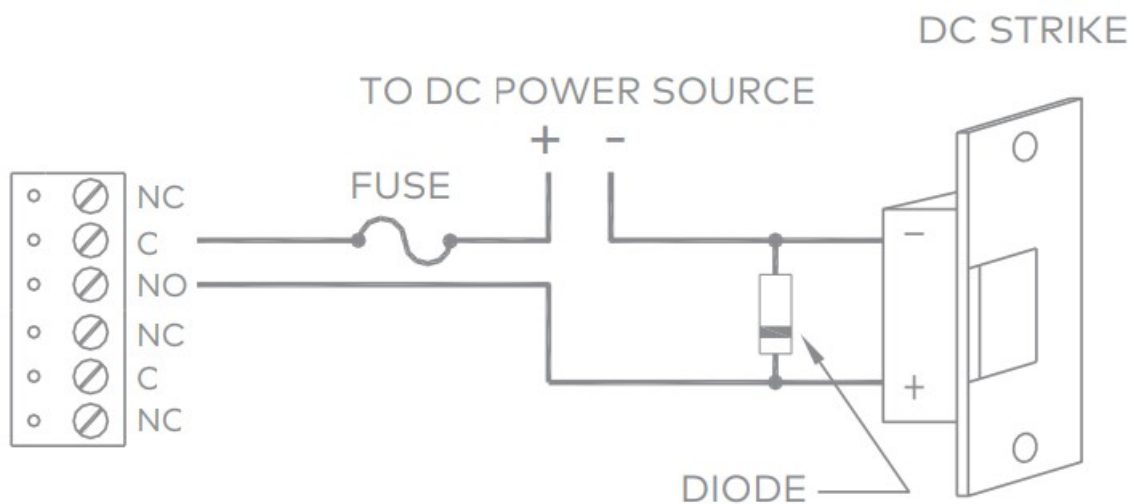 DC STRIKE
TO DC POWER SOURCE
+ -
FUSE
NC
C
NO
NC
C
NC
-
+
DIODE